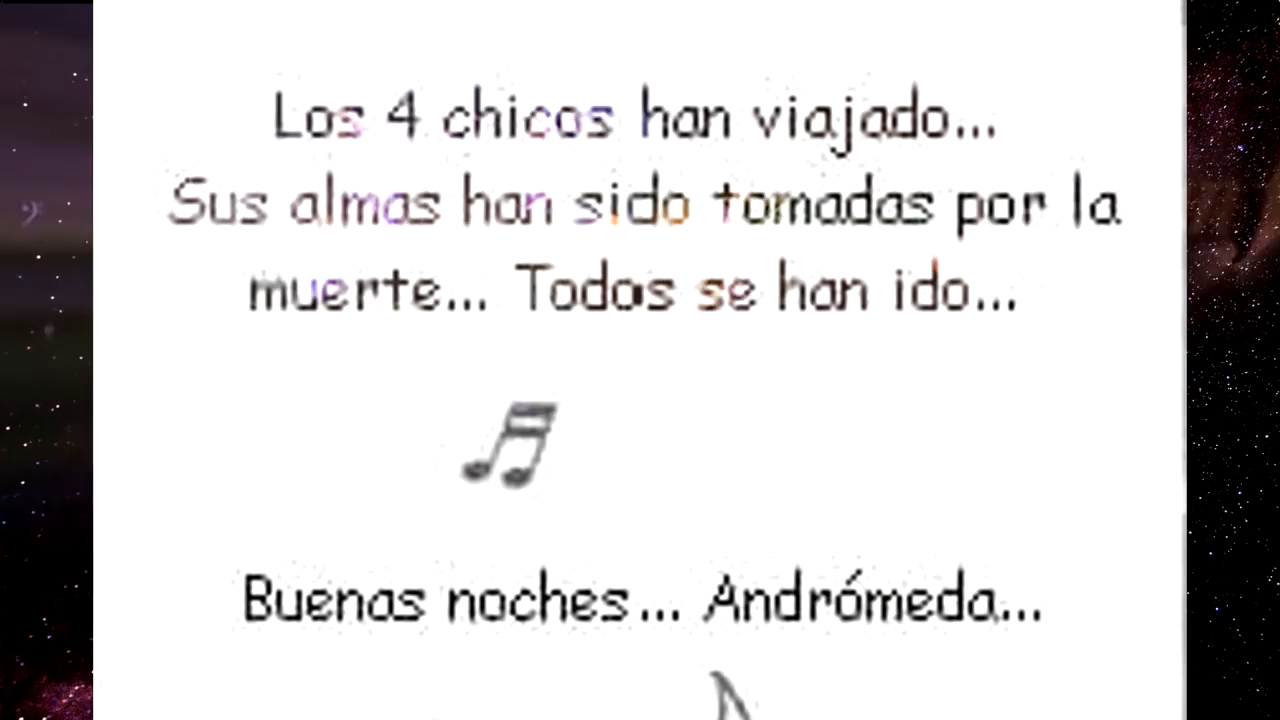 Los 4 chicos han viajado...
Sus almas han sido tomadas por la
muerte... Todos se han ido...
Buenas noches... Andrómeda...